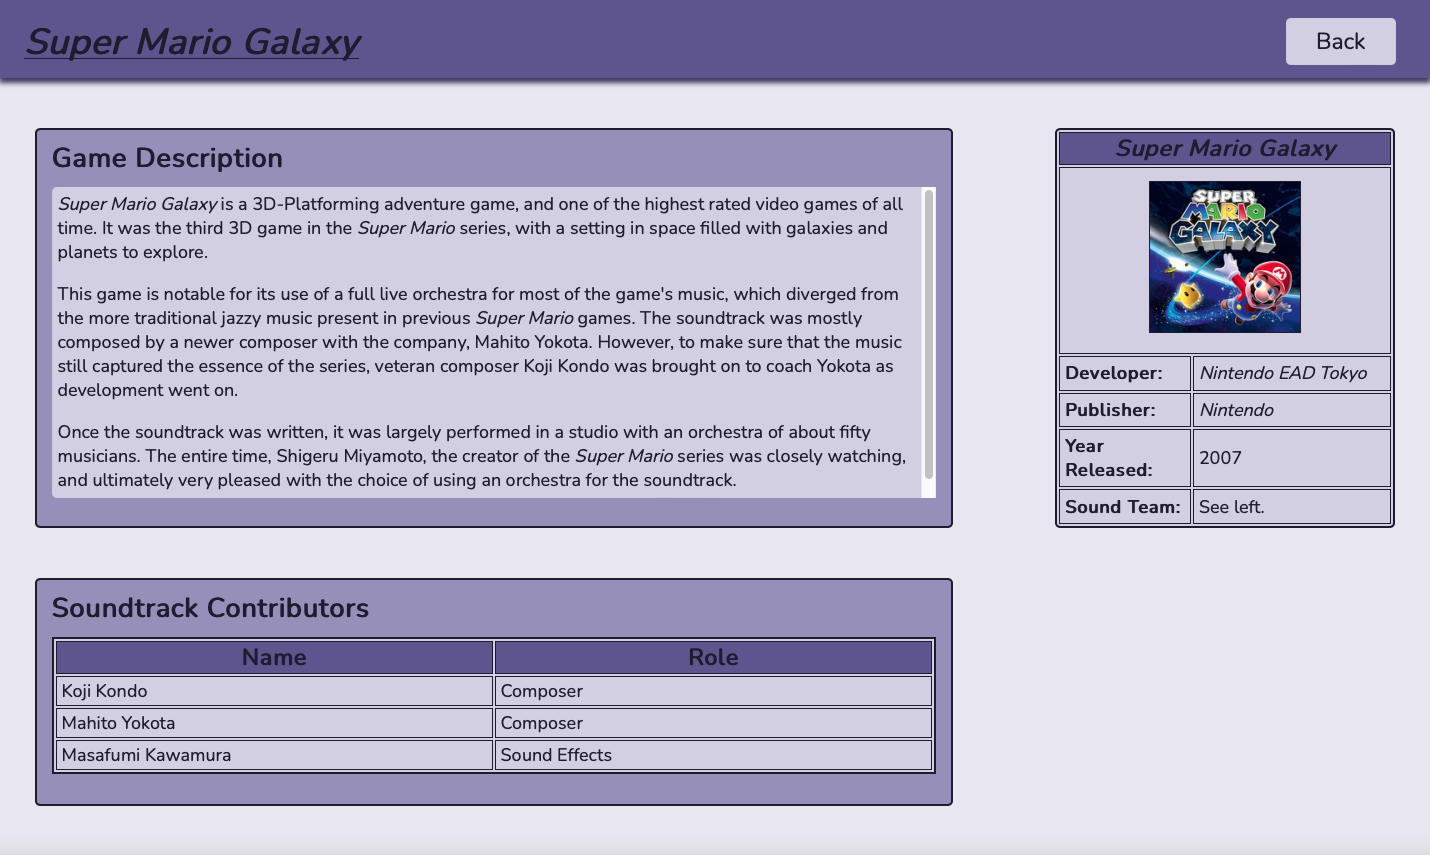 Super Mario Galaxy
Back
Game Description
Super Mario Galaxy is a 3D-Platforming adventure game, and one of the highest rated video games of all
time. It was the third 3D game in the Super Mario series, with a setting in space filled with galaxies and
planets to explore.
This game is notable for its use of a full live orchestra for most of the game's music, which diverged from
the more traditional jazzy music present in previous Super Mario games. The soundtrack was mostly
composed by a newer composer with the company, Mahito Yokota. However, to make sure that the music
still captured the essence of the series, veteran composer Koji Kondo was brought on to coach Yokota as
development went on.
Once the soundtrack was written, it was largely performed in a studio with an orchestra of about fifty
musicians. The entire time, Shigeru Miyamoto, the creator of the Super Mario series was closely watching,
and ultimately very pleased with the choice of using an orchestra for the soundtrack.
Super Mario Galaxy
SUPER
MARIO
GALAXY
M
Developer: Nintendo EAD Tokyo
Publisher: Nintendo
Year
Released: 2007
Sound Team: See left.
Soundtrack Contributors
Name Role
Koji Kondo Composer
Mahito Yokota Composer
Masafumi Kawamura Sound Effects